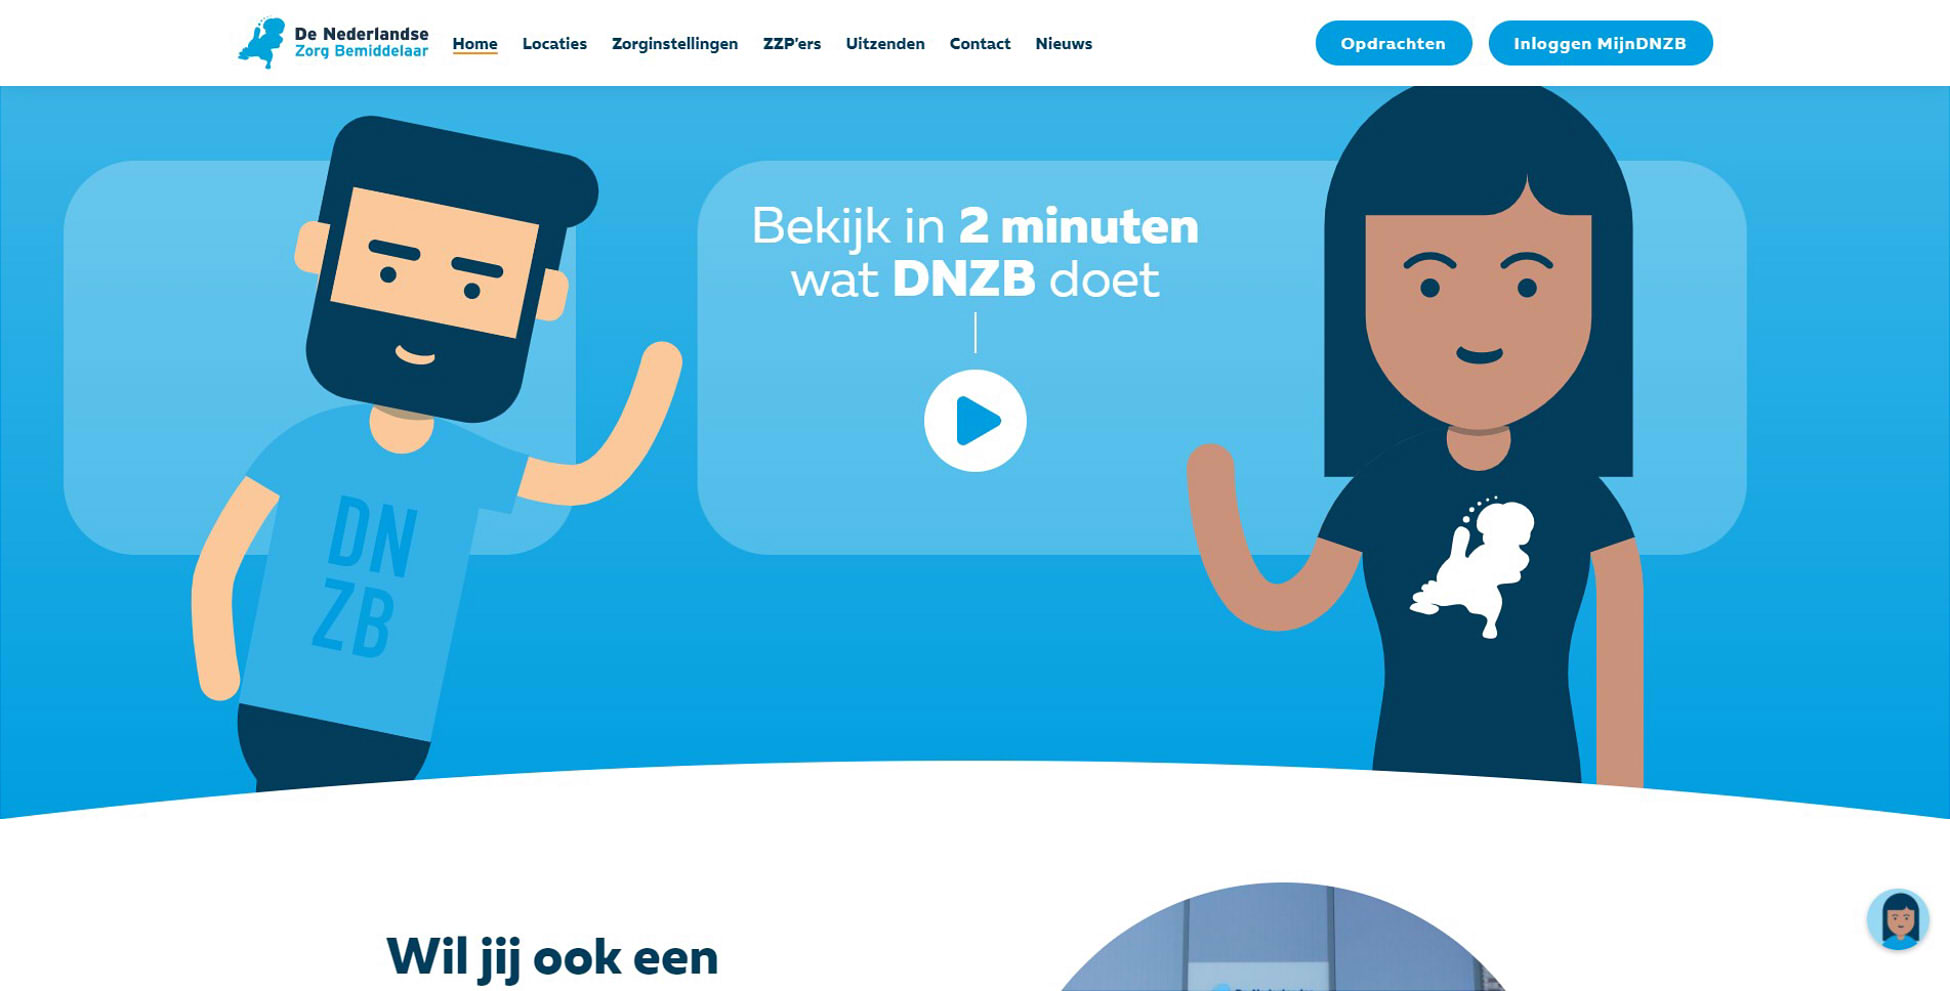 De Nederlandse
Zorg Bemiddelaar
Home
Locaties
Zorginstellingen
ZZP'ers
Uitzenden
Contact
Nieuws
Opdrachten
Inloggen MijnDNZB
Bekijk in 2 minuten
wat DNZB doet
DN
ZB
Wil jij ook een